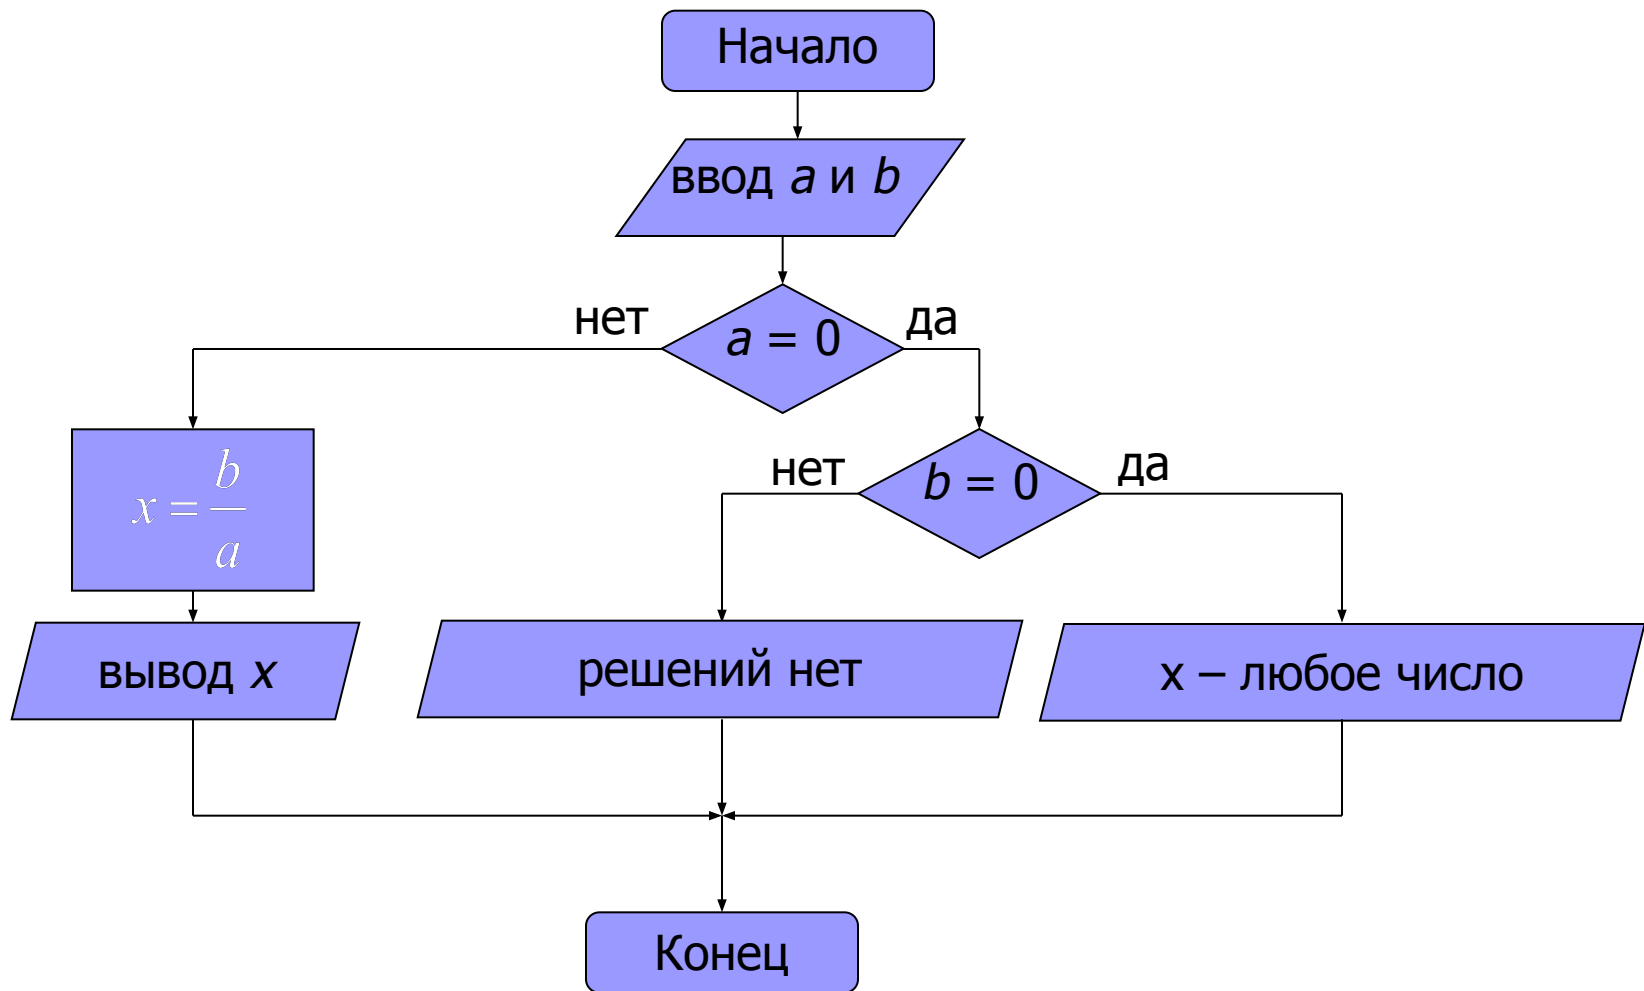 Начало
ввод a и b
нет
a = 0
да
x = b/a
нет
b = 0
да
вывод x
решений нет
х – любое число
Конец